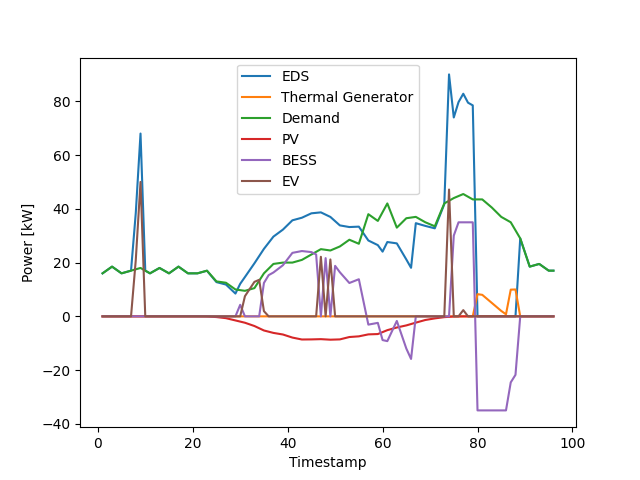 EDS
Thermal Generator
Demand
PV
BESS
EV
Power [kW]
80
60
40
20
0
−20
−40
0 20 40 60 80 100
Timestamp